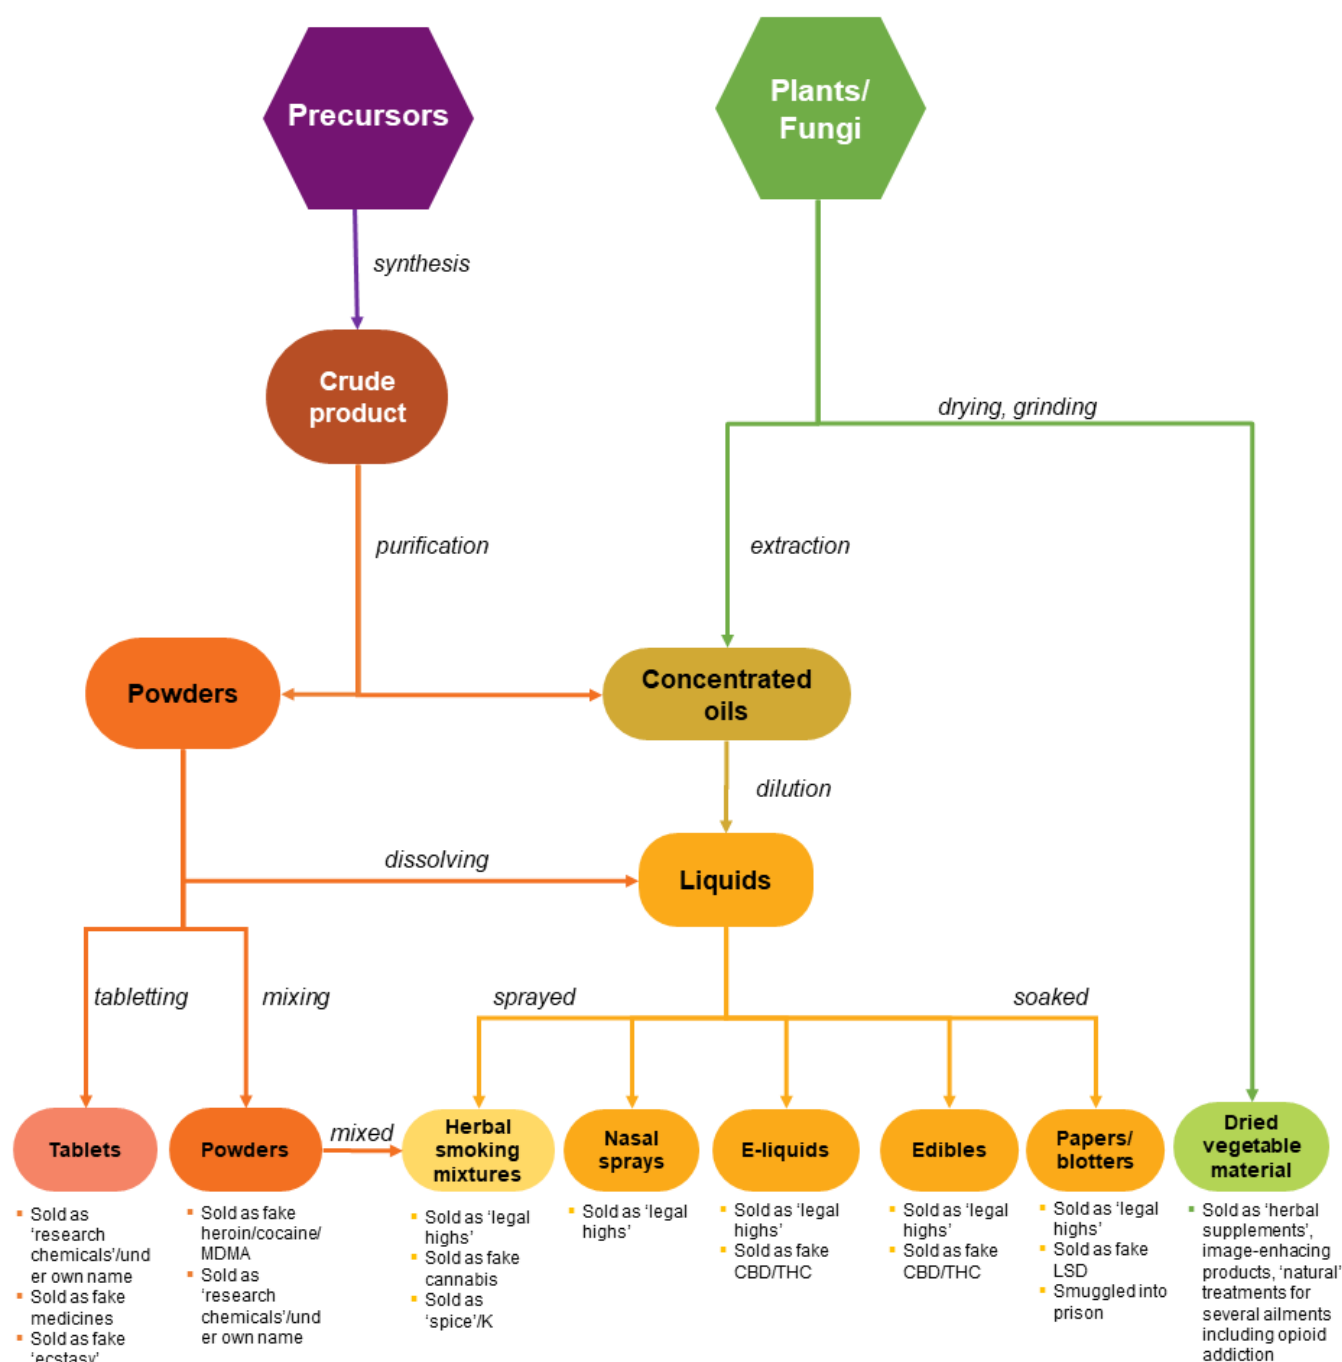 Precursors
Plants/
Fungi
synthesis
Crude
product
drying, grinding
purification
extraction
Powders
Concentrated
oils
dilution
dissolving
Liquids
tabletting
mixing
sprayed
soaked
Tablets
Powders
mixed
Herbal
smoking
mixtures
Nasal
sprays
E-liquids
Edibles
Papers/
blotters
Dried
vegetable
material
Sold as
'research
chemicals'/und
er own name
Sold as fake
medicines
Sold as fake
'ecstasy'
Sold as fake
heroin/cocaine/
MDMA
Sold as
'research
chemicals'/und
er own name
Sold as 'legal
highs'
Sold as fake
cannabis
Sold as
'spice'/K
Sold as 'legal
highs'
Sold as 'legal
highs'
Sold as fake
CBD/THC
Sold as 'legal
highs'
Sold as fake
CBD/THC
Sold as 'legal
highs'
Sold as fake
LSD
Smuggled into
prison
Sold as 'herbal
supplements',
image-enhacing
products, 'natural'
treatments for
several ailments
including opioid
addiction